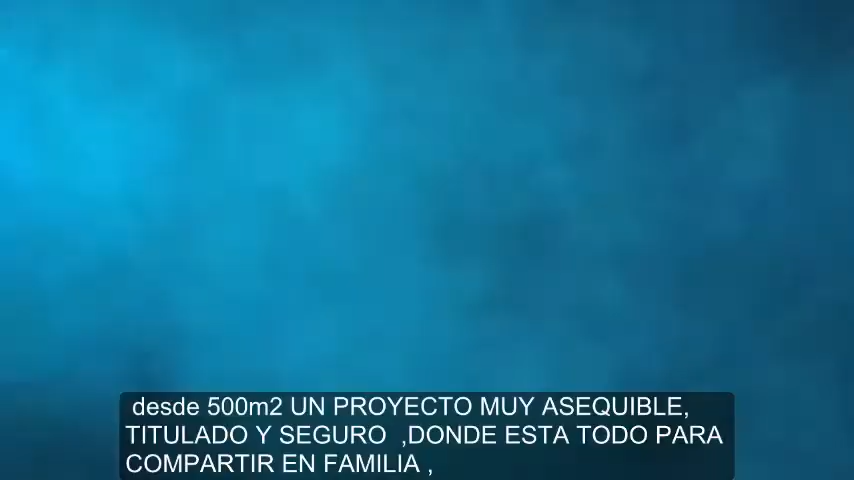 desde 500m2 UN PROYECTO MUY ASEQUIBLE,
TITULADO Y SEGURO  ,DONDE ESTA TODO PARA
COMPARTIR EN FAMILIA ,